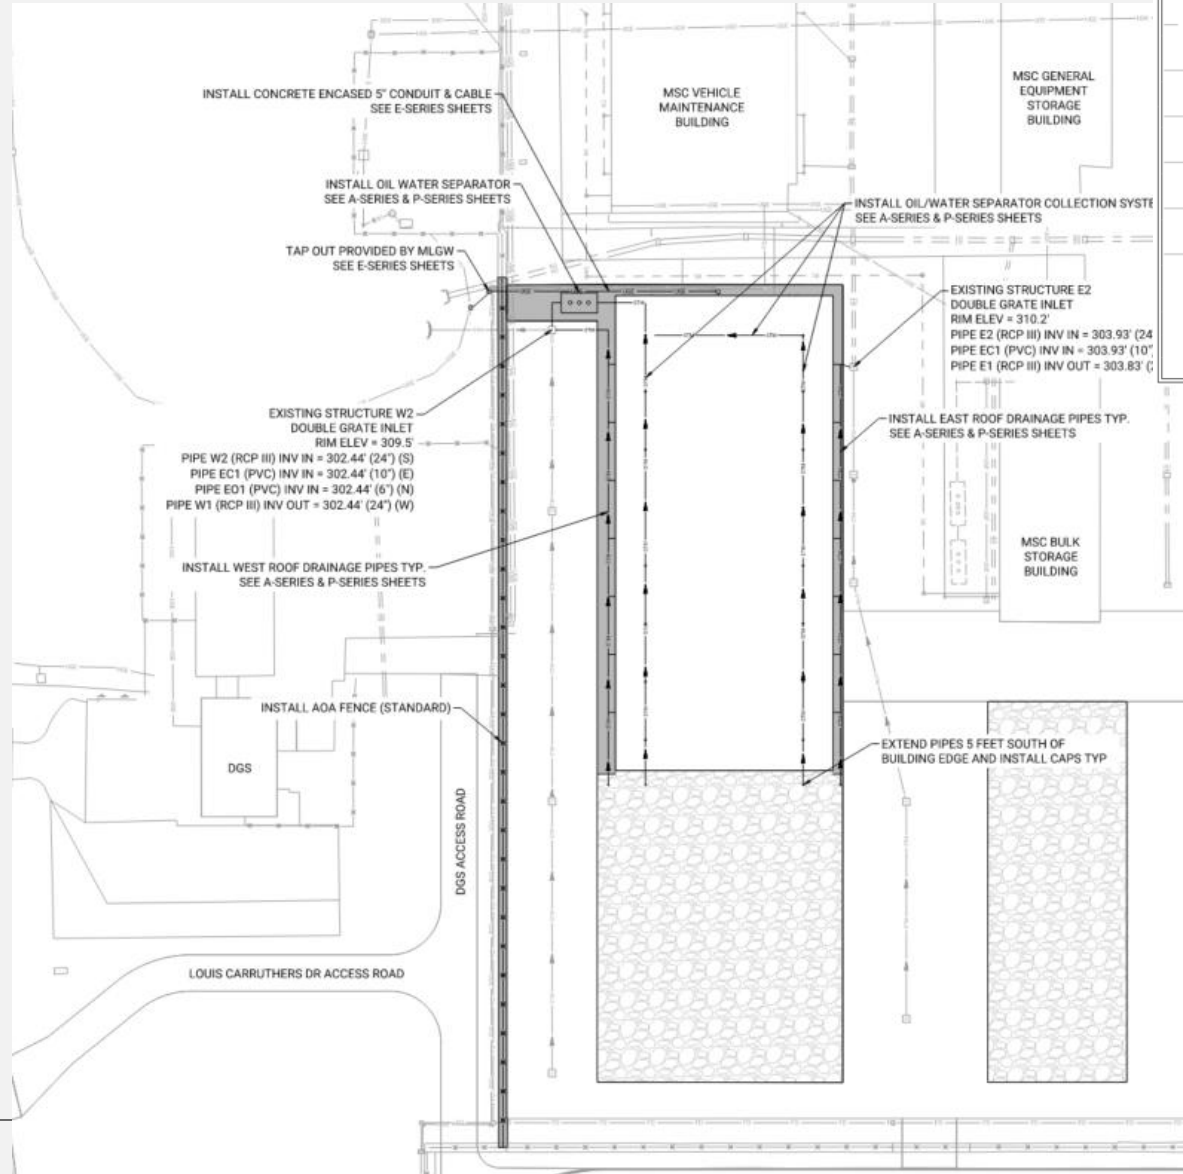 INSTALL CONCRETE ENCASED 5" CONDUIT & CABLE
SEE E-SERIES SHEETS
MSC VEHICLE
MAINTENANCE
BUILDING
MSC GENERAL
EQUIPMENT
STORAGE
BUILDING
INSTALL OIL WATER SEPARATOR
SEE A-SERIES & P-SERIES SHEETS
INSTALL OIL/WATER SEPARATOR COLLECTION SYSTE
SEE A-SERIES & P-SERIES SHEETS
TAP OUT PROVIDED BY MLGW
SEE E-SERIES SHEETS
EXISTING STRUCTURE E2
DOUBLE GRATE INLET
RIM ELEV = 310.2'
PIPE E2 (RCP III) INV IN = 303.93' (24
PIPE EC1 (PVC) INV IN = 303.93' (10"
PIPE E1 (RCP III) INV OUT = 303.83' (
EXISTING STRUCTURE W2
DOUBLE GRATE INLET
RIM ELEV = 309.5'
PIPE W2 (RCP III) INV IN = 302.44' (24") (S)
PIPE EC1 (PVC) INV IN = 302.44' (10") (E)
PIPE EO1 (PVC) INV IN = 302.44' (6") (N)
PIPE W1 (RCP III) INV OUT = 302.44' (24") (W)
INSTALL EAST ROOF DRAINAGE PIPES TYP.
SEE A-SERIES & P-SERIES SHEETS
INSTALL WEST ROOF DRAINAGE PIPES TYP.
SEE A-SERIES & P-SERIES SHEETS
MSC BULK
STORAGE
BUILDING
INSTALL AOA FENCE (STANDARD)
DGS
EXTEND PIPES 5 FEET SOUTH OF
BUILDING EDGE AND INSTALL CAPS TYP
DGS ACCESS ROAD
LOUIS CARRUTHERS DR ACCESS ROAD